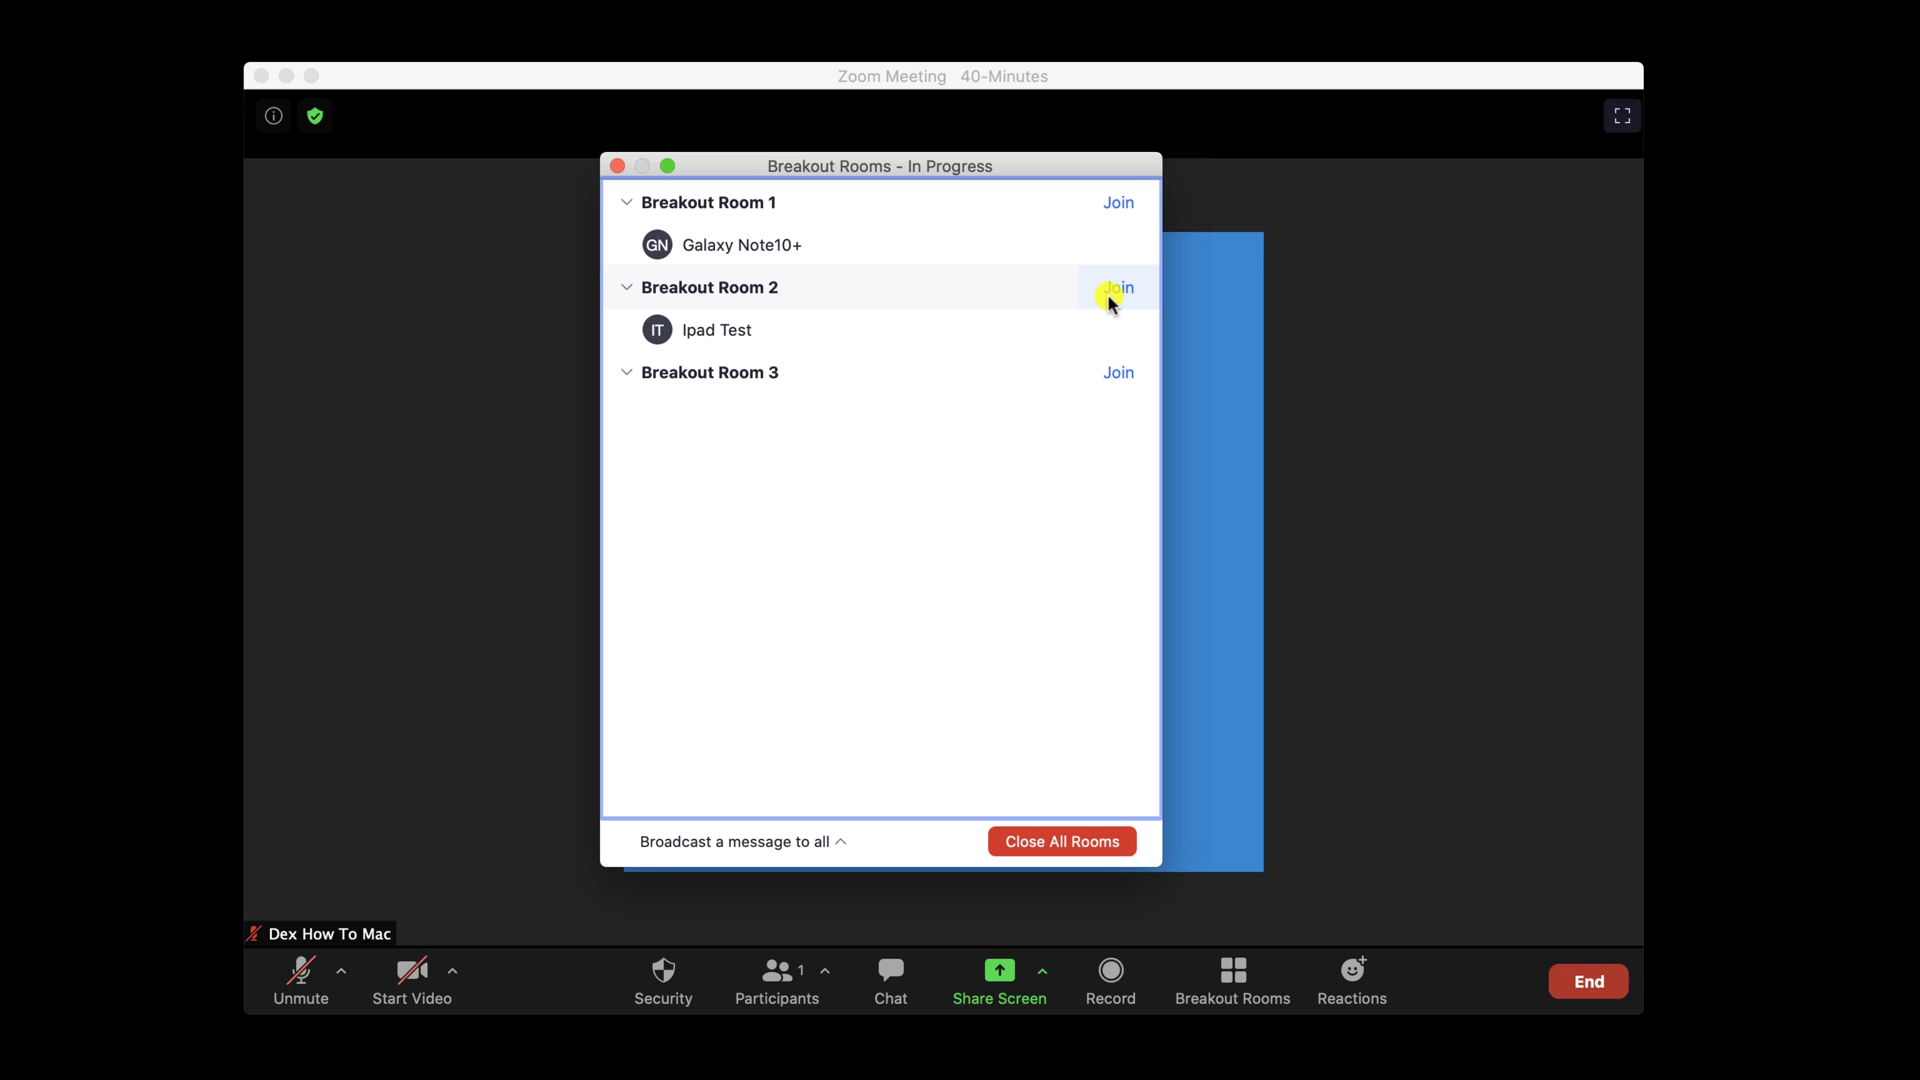 Zoom Meeting 40-Minutes
Breakout Rooms - In Progress
Breakout Room 1 Join
GN Galaxy Note10+
Breakout Room 2 Join
IT Ipad Test
Breakout Room 3 Join
Broadcast a message to all Close All Rooms
Dex How To Mac
1
Unmute Start Video Security Participants Chat Share Screen Record Breakout Rooms Reactions End